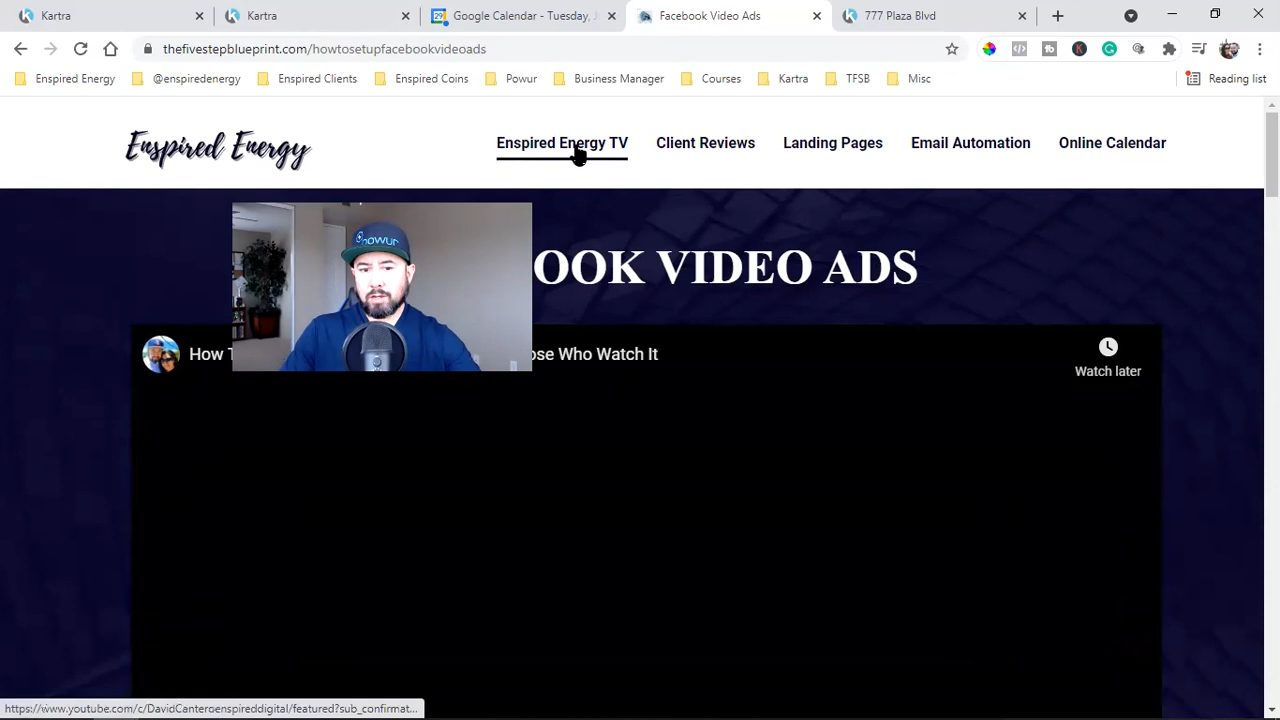 Kartra
Kartra
Google Calendar - Tuesday, J
Facebook Video Ads
777 Plaza Blvd
thefivestepblueprint.com/howtosetupfacebookvideoads
Enspired Energy
@enspiredenergy
Enspired Clients
Enspired Coins
Powur
Business Manager
Courses
Kartra
TFSB
Misc
Reading list
Enspired Energy
Enspired Energy TV
Client Reviews
Landing Pages
Email Automation
Online Calendar
OOK VIDEO ADS
How T
ose Who Watch It
Watch later
https://www.youtube.com/c/DavidCanteroenspireddigital/featured?sub_confirmat...